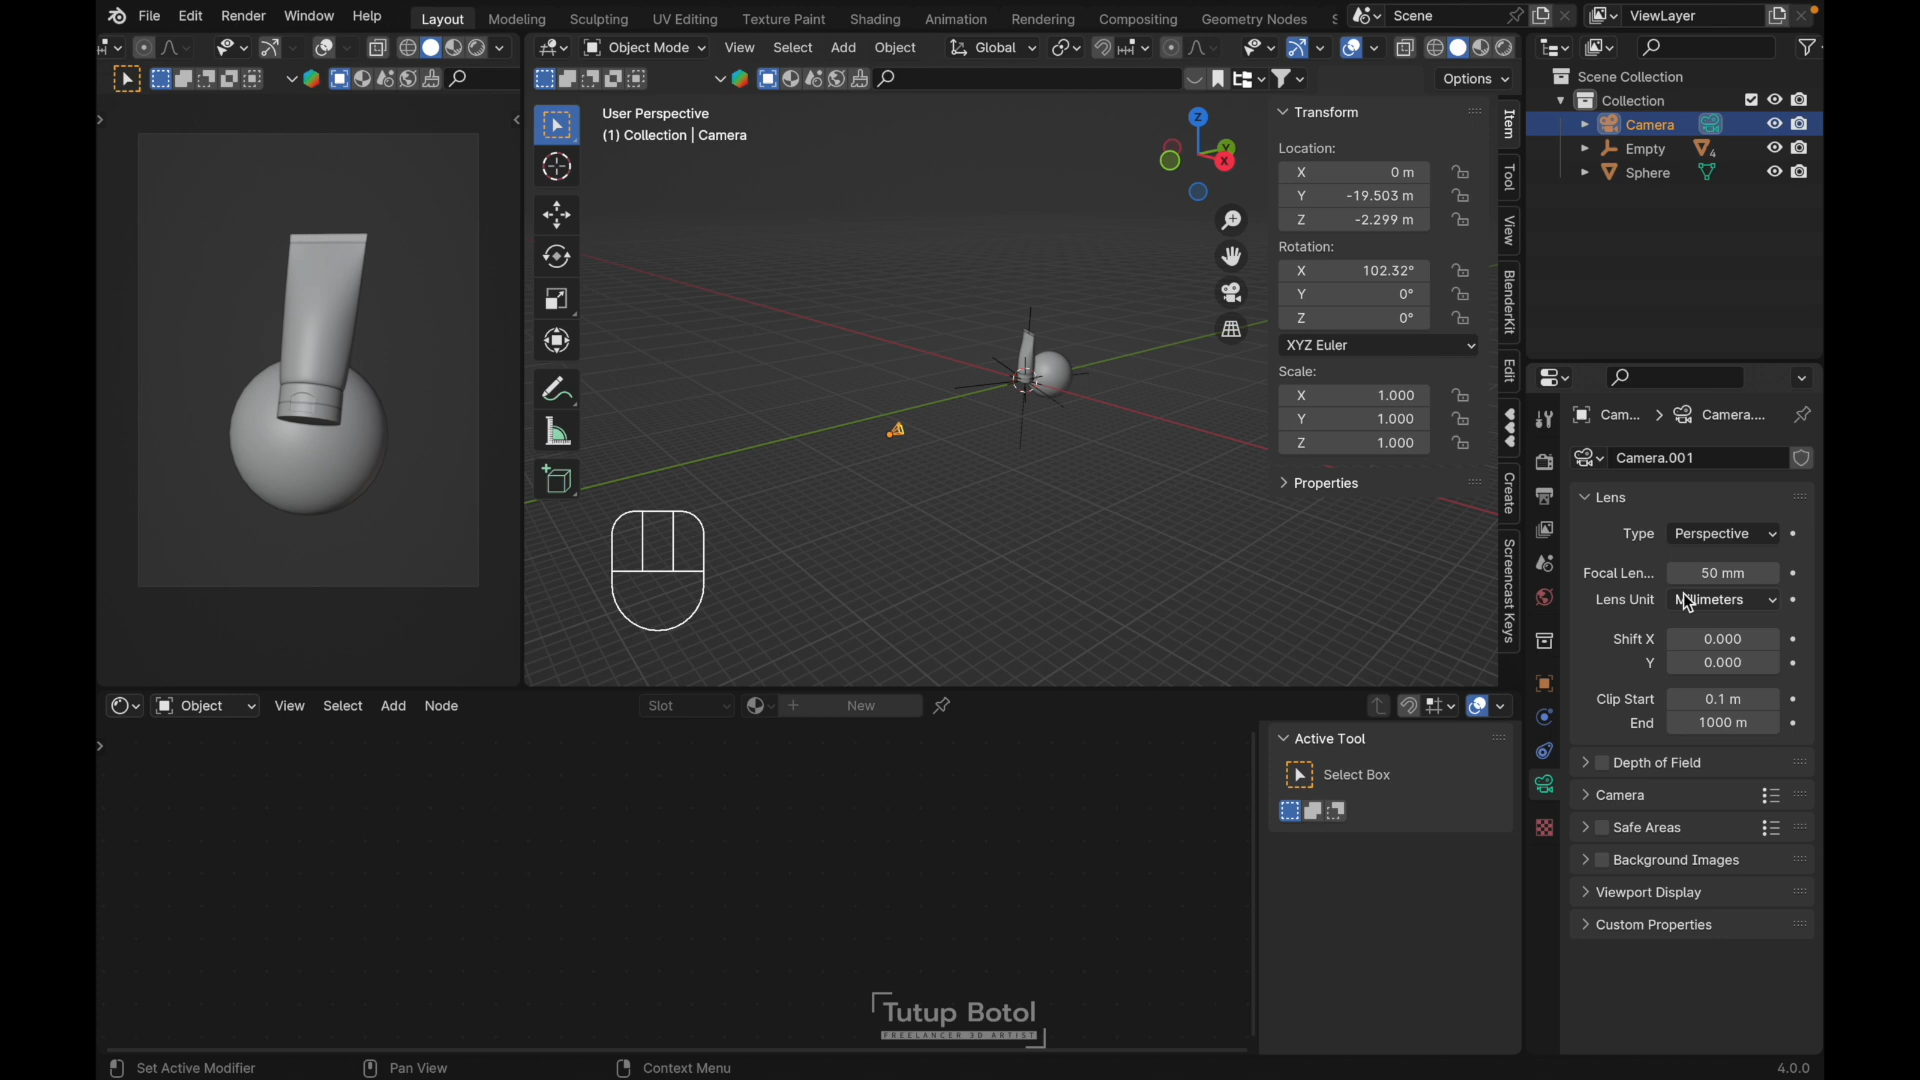 File Edit Render Window Help Layout Modeling Sculpting UV Editing Texture Paint Shading Animation Rendering Compositing Geometry Nodes Scene ViewLayer
Object Mode View Select Add Object Global
Options
User Perspective
(1) Collection | Camera
Z
Y
X
Transform
Location:
X 0 m
Y -19.503 m
Z -2.299 m
Rotation:
X 102.32°
Y 0°
Z 0°
XYZ Euler
Scale:
X 1.000
Y 1.000
Z 1.000
Properties
Item
Tool
View
BlenderKit
Edit
Create
Screencast Keys
Scene Collection
Collection
Camera
Empty 4
Sphere
Cam... Camera....
Camera.001
Lens
Type Perspective
Focal Len... 50 mm
Lens Unit Millimeters
Shift X 0.000
Y 0.000
Clip Start 0.1 m
End 1000 m
Depth of Field
Camera
Safe Areas
Background Images
Viewport Display
Custom Properties
Object View Select Add Node Slot New
Active Tool
Select Box
Tutup Botol
FREELANCER 3D ARTIST
Set Active Modifier Pan View Context Menu 4.0.0